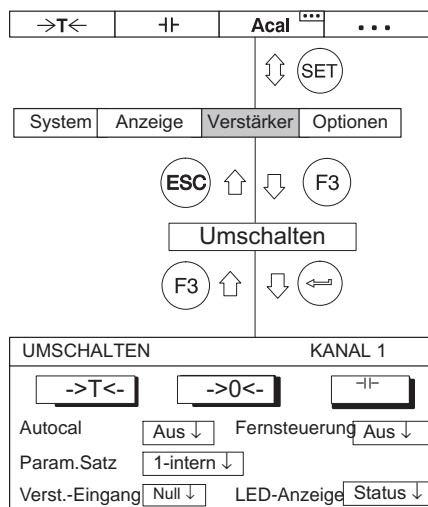 →T← ⊣⊢ Acal ...
SET
System Anzeige Verstärker Optionen
ESC F3
Umschalten
F3
UMSCHALTEN KANAL 1
->T<- ->0<- ⊣⊢
Autocal Aus ↓ Fernsteuerung Aus ↓
Param.Satz 1-intern ↓
Verst.-Eingang Null ↓ LED-Anzeige Status ↓